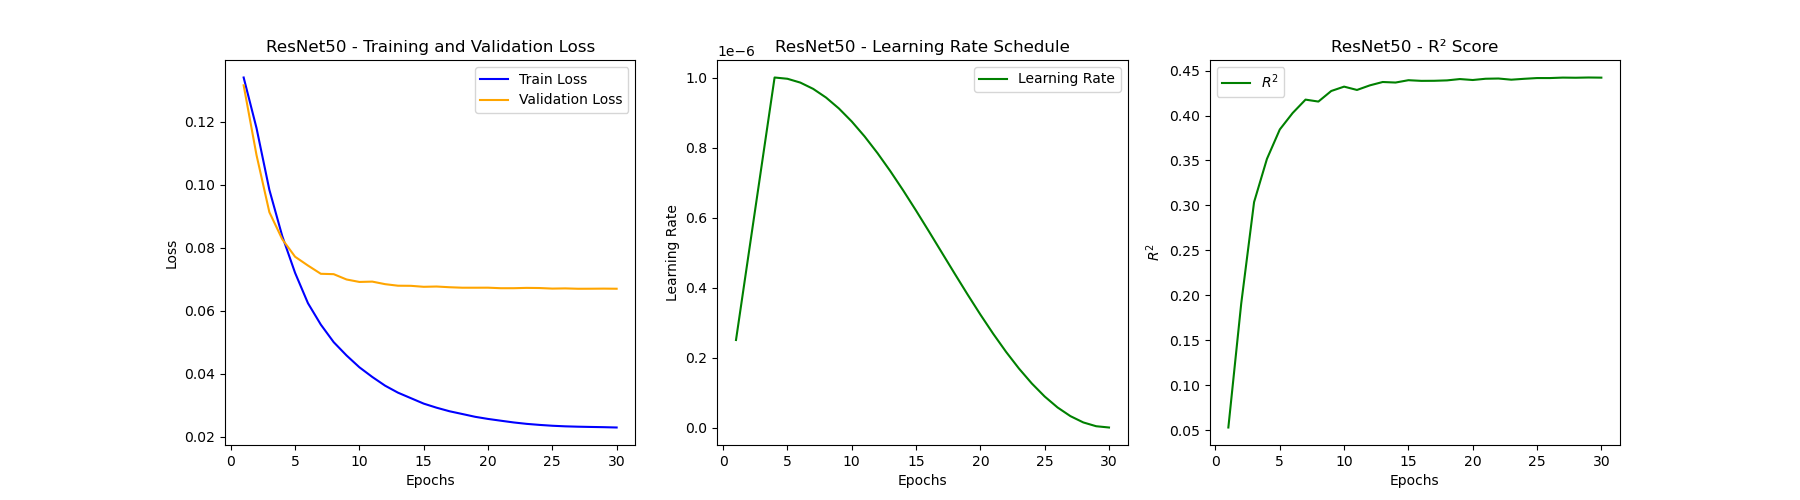 ResNet50 - Training and Validation Loss
Train Loss
Validation Loss
0.12
0.10
0.08
0.06
0.04
0.02
Loss
0 5 10 15 20 25 30
Epochs
1e−6
ResNet50 - Learning Rate Schedule
Learning Rate
1.0
0.8
0.6
0.4
0.2
0.0
Learning Rate
0 5 10 15 20 25 30
Epochs
ResNet50 - R² Score
R²
0.45
0.40
0.35
0.30
0.25
0.20
0.15
0.10
0.05
R²
0 5 10 15 20 25 30
Epochs